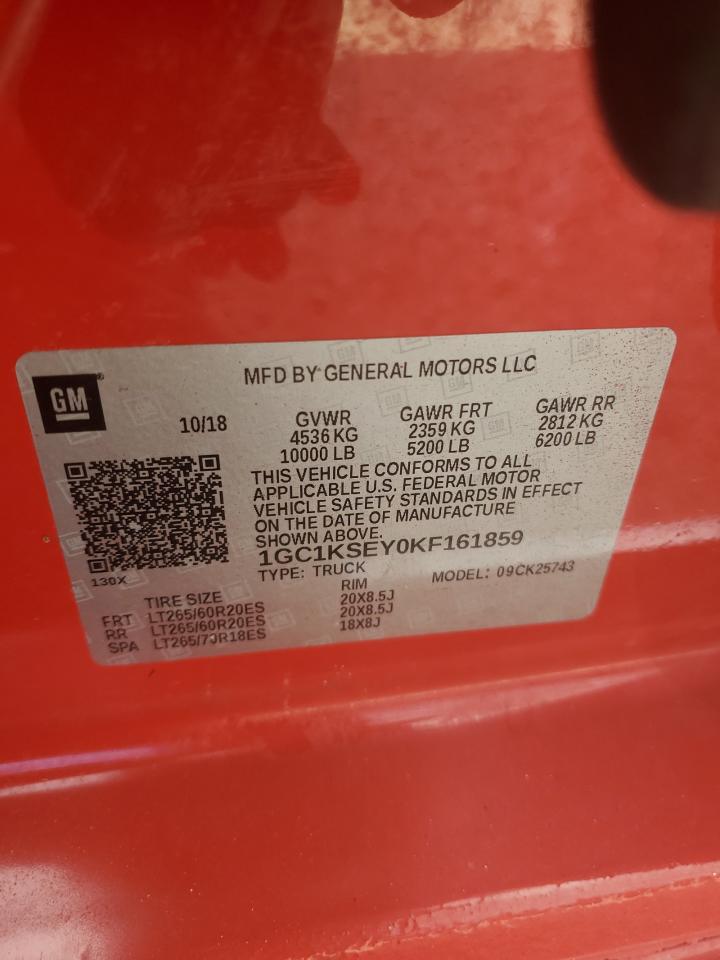 GM
MFD BY GENERAL MOTORS LLC
10/18 GVWR GAWR FRT GAWR RR
4536 KG 2359 KG 2812 KG
10000 LB 5200 LB 6200 LB
THIS VEHICLE CONFORMS TO ALL
APPLICABLE U.S. FEDERAL MOTOR
VEHICLE SAFETY STANDARDS IN EFFECT
ON THE DATE OF MANUFACTURE
SHOWN ABOVE.
1GC1KSEY0KF161859
TYPE: TRUCK MODEL: 09CK25743
130X
TIRE SIZE RIM
FRT LT265/60R20ES 20X8.5J
RR LT265/60R20ES 20X8.5J
SPA LT265/70R18ES 18X8J